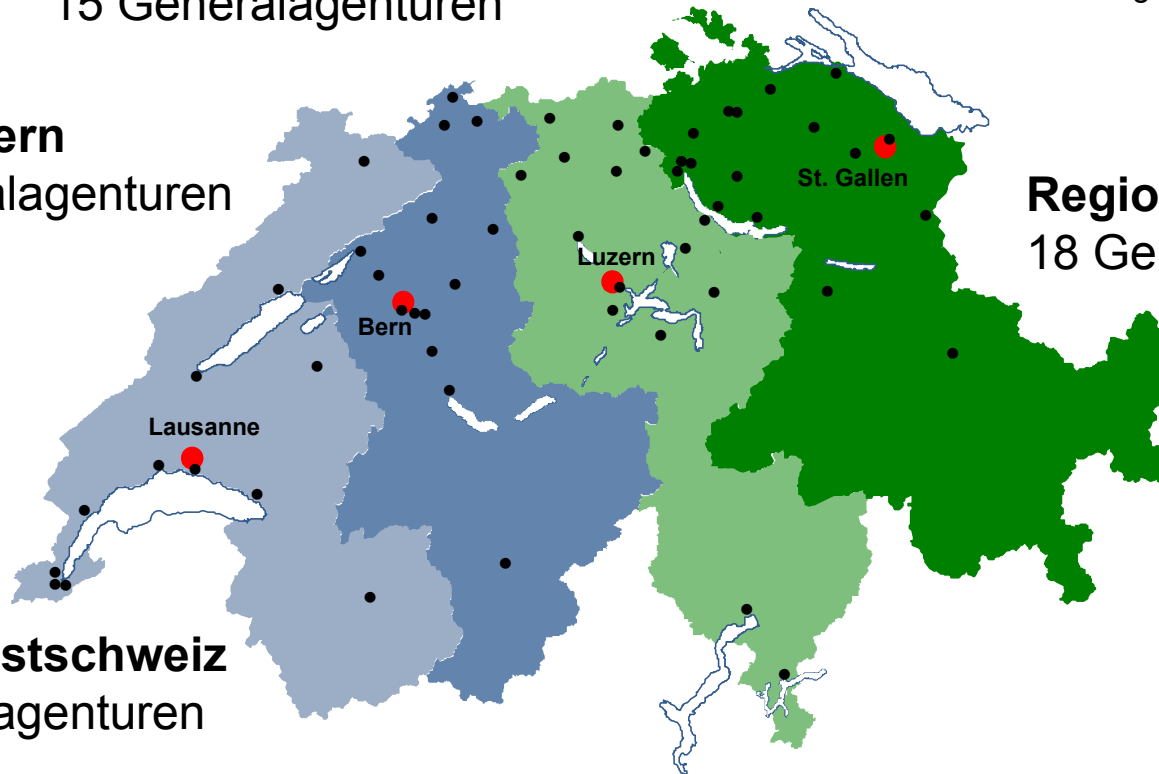 15 Generalagenturen
ern
alagenturen
St. Gallen
Regio
18 Ge
Luzern
Bern
Lausanne
stschweiz
agenturen